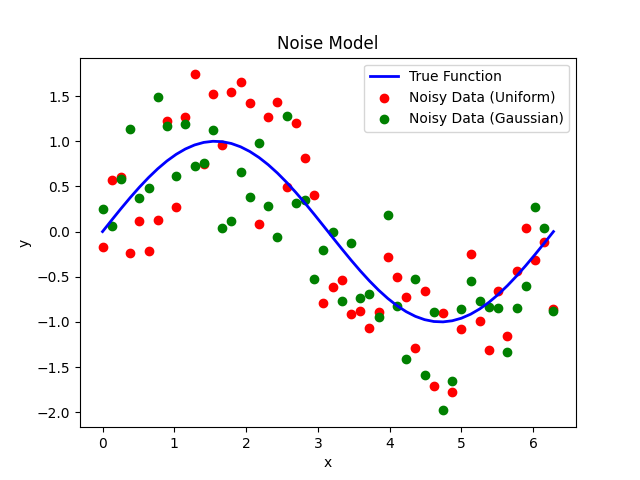 Noise Model
True Function
Noisy Data (Uniform)
Noisy Data (Gaussian)
1.5
1.0
0.5
0.0
−0.5
−1.0
−1.5
−2.0
y
0 1 2 3 4 5 6
x